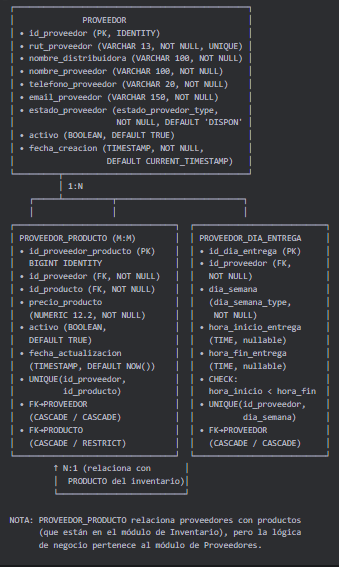 PROVEEDOR
• id_proveedor (PK, IDENTITY)
• rut_proveedor (VARCHAR 13, NOT NULL, UNIQUE)
• nombre_distribuidora (VARCHAR 100, NOT NULL)
• nombre_proveedor (VARCHAR 100, NOT NULL)
• telefono_proveedor (VARCHAR 20, NOT NULL)
• email_proveedor (VARCHAR 150, NOT NULL)
• estado_proveedor (estado_provedor_type,
NOT NULL, DEFAULT 'DISPON'
• activo (BOOLEAN, DEFAULT TRUE)
• fecha_creacion (TIMESTAMP, NOT NULL,
DEFAULT CURRENT_TIMESTAMP)
1:N
PROVEEDOR_PRODUCTO (M:M)
• id_proveedor_producto (PK)
BIGINT IDENTITY
• id_proveedor (FK, NOT NULL)
• id_producto (FK, NOT NULL)
• precio_producto
(NUMERIC 12.2, NOT NULL)
• activo (BOOLEAN,
DEFAULT TRUE)
• fecha_actualizacion
(TIMESTAMP, DEFAULT NOW())
• UNIQUE(id_proveedor,
id_producto)
• FK→PROVEEDOR
(CASCADE / CASCADE)
• FK→PRODUCTO
(CASCADE / RESTRICT)
PROVEEDOR_DIA_ENTREGA
• id_dia_entrega (PK)
• id_proveedor (FK,
NOT NULL)
• dia_semana
(dia_semana_type,
NOT NULL)
• hora_inicio_entrega
(TIME, nullable)
• hora_fin_entrega
(TIME, nullable)
• CHECK:
hora_inicio < hora_fin
• UNIQUE(id_proveedor,
dia_semana)
• FK→PROVEEDOR
(CASCADE / CASCADE)
↑ N:1 (relaciona con
PRODUCTO del inventario)
NOTA: PROVEEDOR_PRODUCTO relaciona proveedores con productos
(que están en el módulo de Inventario), pero la lógica
de negocio pertenece al módulo de Proveedores.